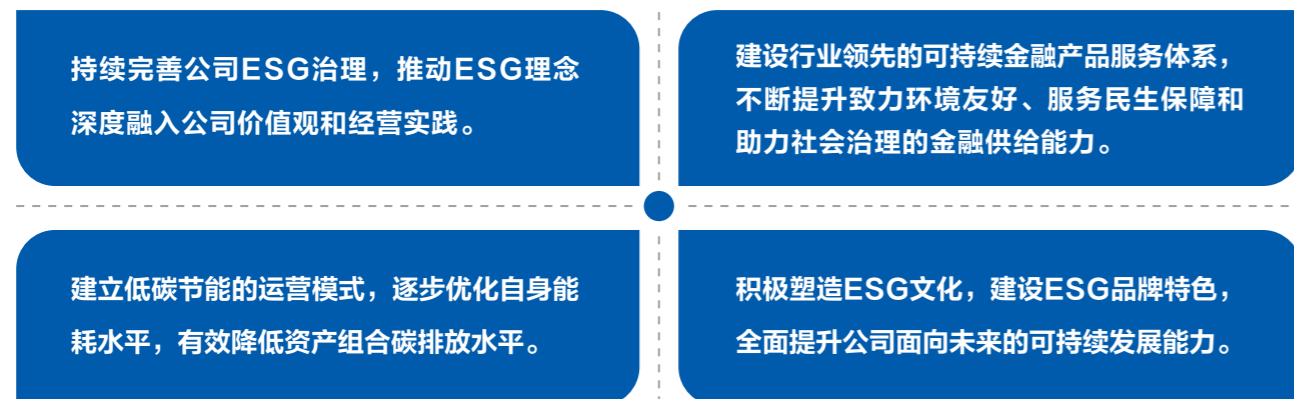 持续完善公司ESG治理，推动ESG理念
深度融入公司价值观和经营实践。
建设行业领先的可持续金融产品服务体系，
不断提升致力环境友好、服务民生保障和
助力社会治理的金融供给能力。
建立低碳节能的运营模式，逐步优化自身能
耗水平，有效降低资产组合碳排放水平。
积极塑造ESG文化，建设ESG品牌特色，
全面提升公司面向未来的可持续发展能力。